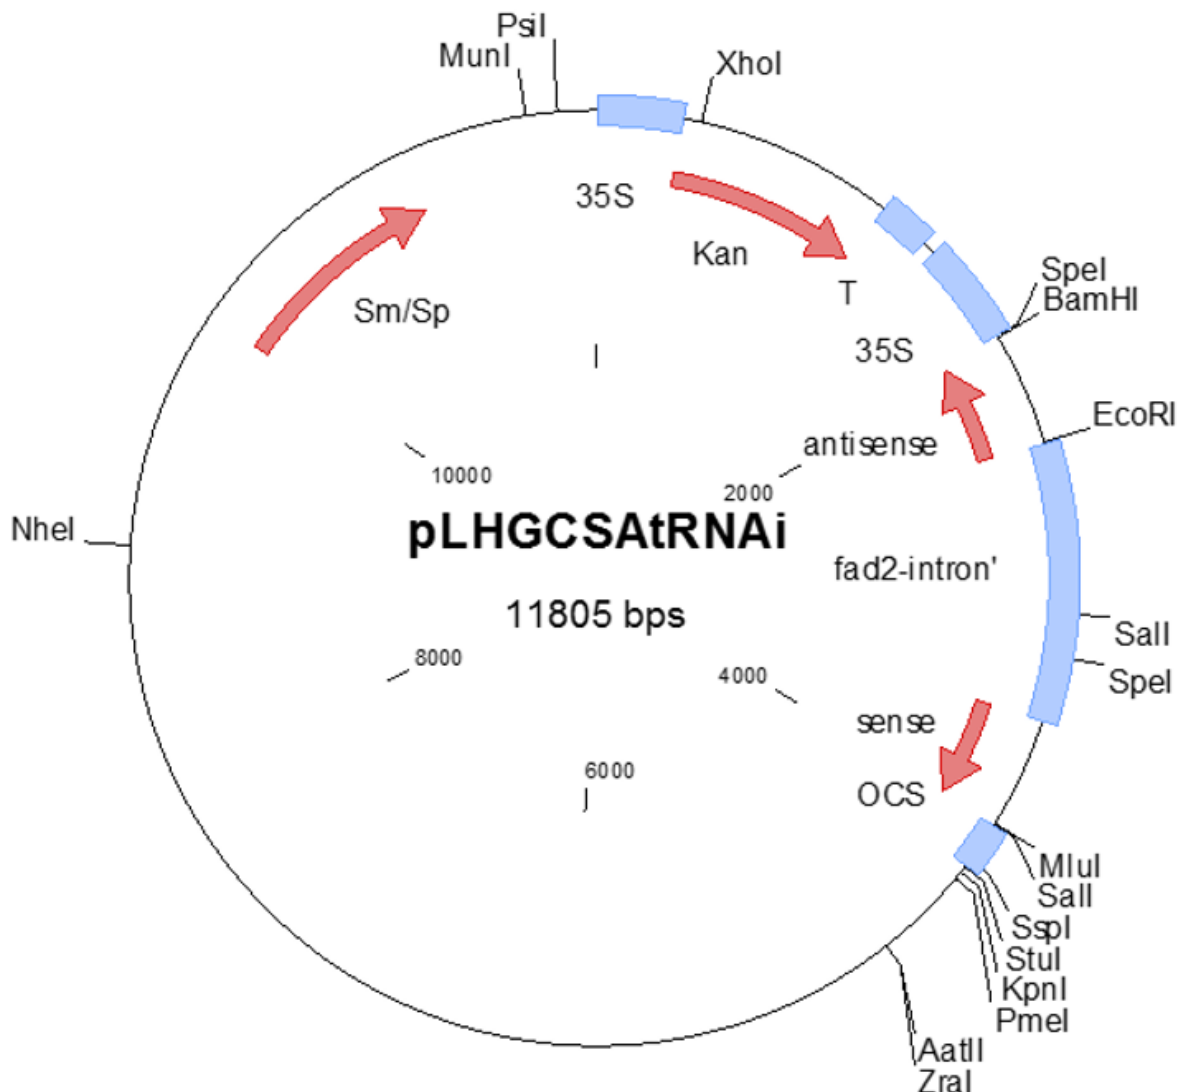 PsiI
MunI
XhoI
35S
Kan
T
Sm/Sp
SpeI
BamHI
35S
EcoRI
antisense
10000
2000
NheI
pLHGCSAtRNAi
fad2-intron'
11805 bps
SalI
8000
4000
SpeI
sense
6000
OCS
MluI
SalI
SspI
StuI
KpnI
PmeI
AatII
ZraI